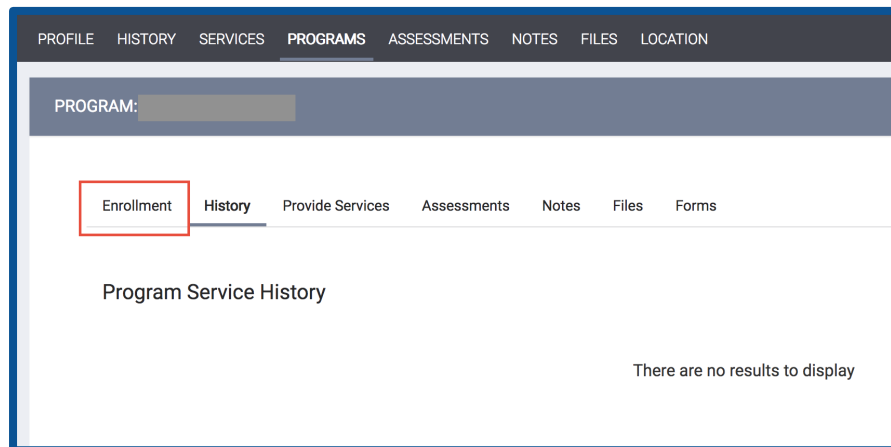 PROFILE HISTORY SERVICES PROGRAMS ASSESSMENTS NOTES FILES LOCATION
PROGRAM:
Enrollment History Provide Services Assessments Notes Files Forms
Program Service History
There are no results to display